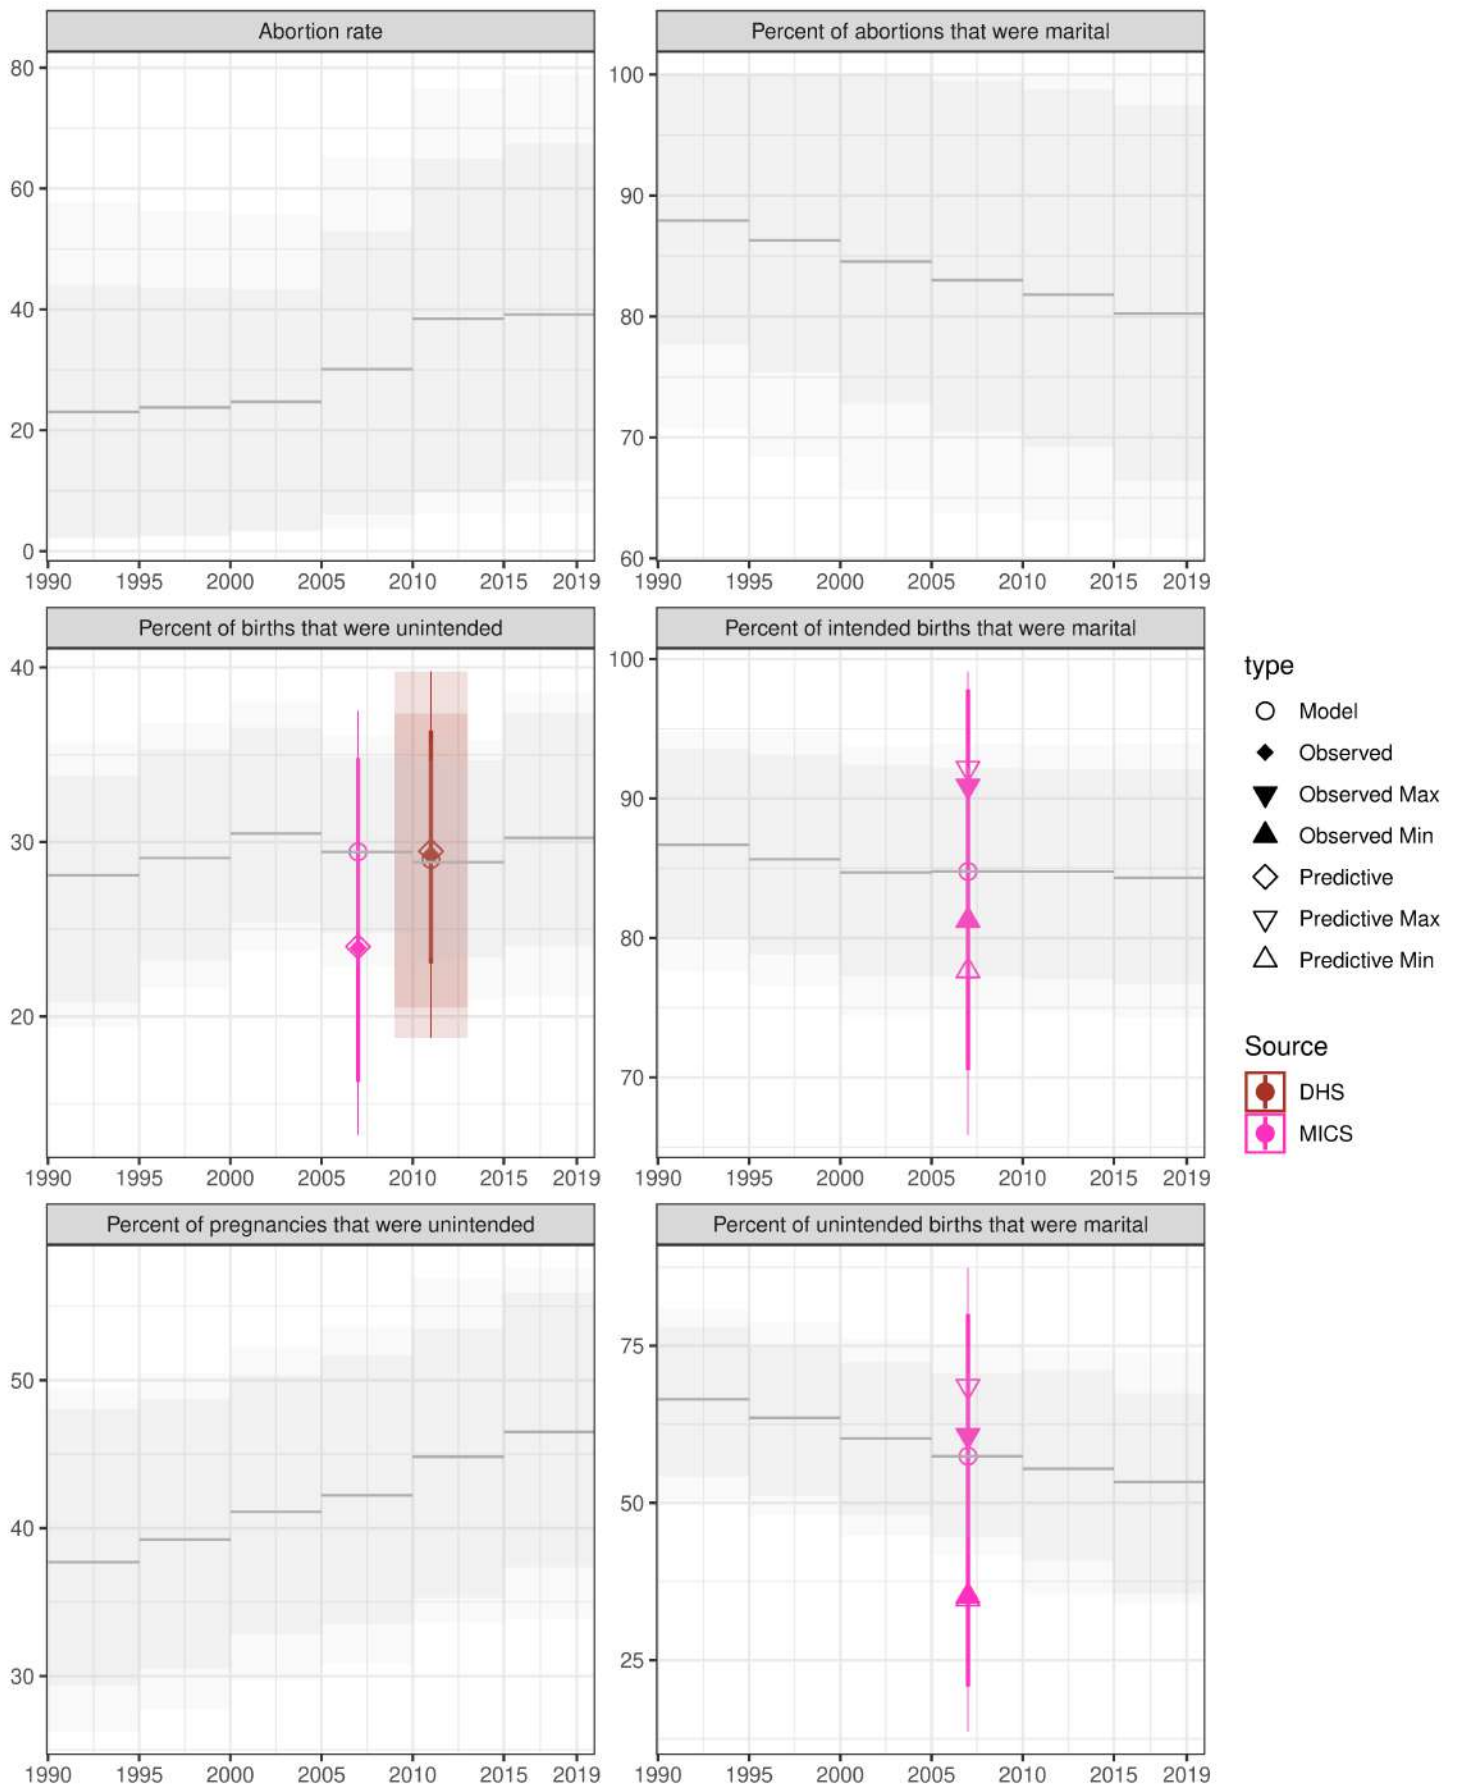 Abortion rate
Percent of abortions that were marital
80
60
40
20
0
1990 1995 2000 2005 2010 2015 2019
100
90
80
70
60
1990 1995 2000 2005 2010 2015 2019
Percent of births that were unintended
Percent of intended births that were marital
40
30
20
1990 1995 2000 2005 2010 2015 2019
100
90
80
70
1990 1995 2000 2005 2010 2015 2019
Percent of pregnancies that were unintended
Percent of unintended births that were marital
50
40
30
1990 1995 2000 2005 2010 2015 2019
75
50
25
1990 1995 2000 2005 2010 2015 2019
type
Model
Observed
Observed Max
Observed Min
Predictive
Predictive Max
Predictive Min
Source
DHS
MICS